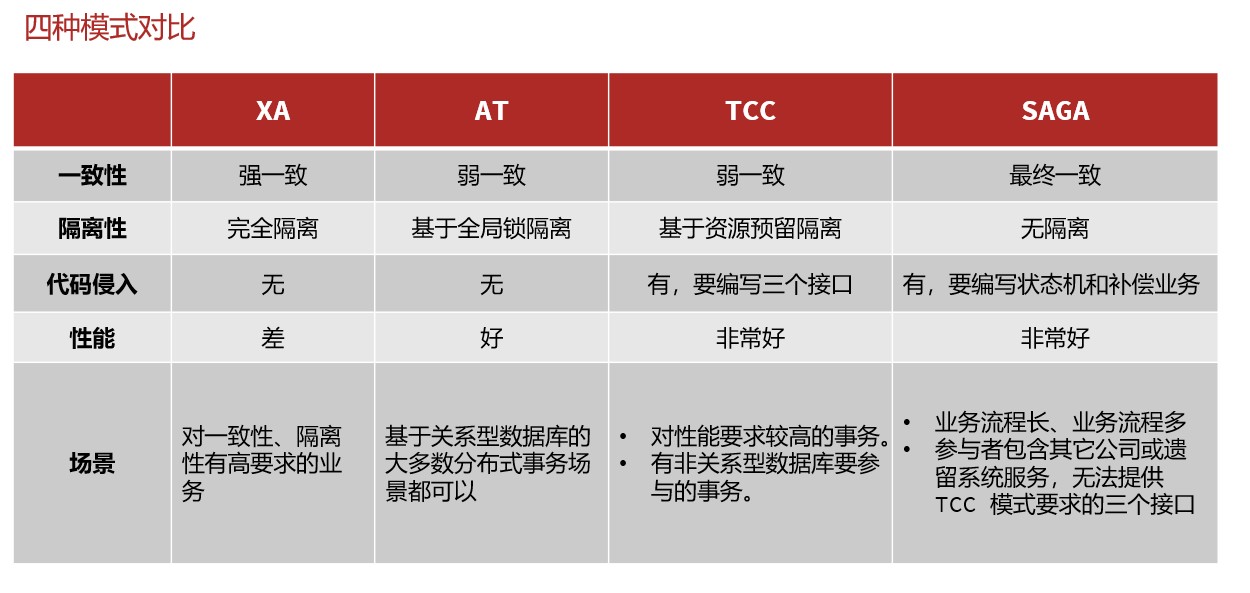 四种模式对比
XA
AT
TCC
SAGA
一致性
强一致
弱一致
弱一致
最终一致
隔离性
完全隔离
基于全局锁隔离
基于资源预留隔离
无隔离
代码侵入
无
无
有，要编写三个接口
有，要编写状态机和补偿业务
性能
差
好
非常好
非常好
场景
对一致性、隔离
性有高要求的业
务
基于关系型数据库的
大多数分布式事务场
景都可以
• 对性能要求较高的事务。
• 有非关系型数据库要参
与的事务。
• 业务流程长、业务流程多
• 参与者包含其它公司或遗
留系统服务，无法提供
TCC 模式要求的三个接口